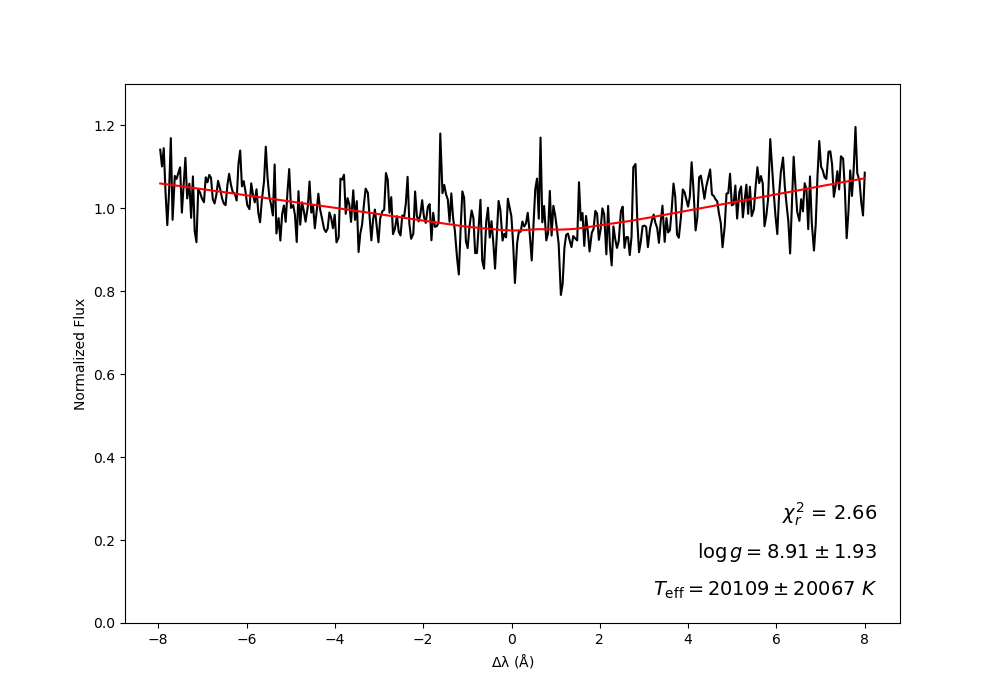 1.2
1.0
0.8
0.6
0.4
0.2
0.0
Normalized Flux
χ²ᵣ = 2.66
log g = 8.91 ± 1.93
T_eff = 20109 ± 20067 K
−8 −6 −4 −2 0 2 4 6 8
Δλ (Å)